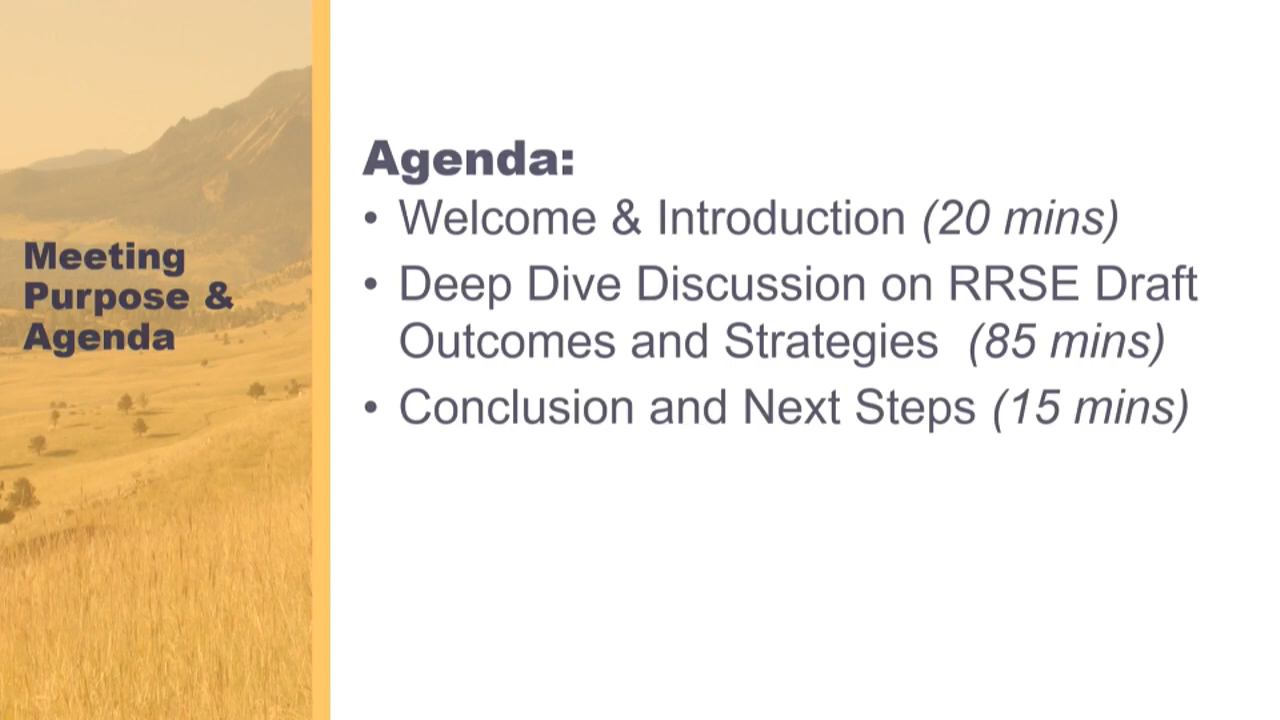 Meeting
Purpose &
Agenda
Agenda:
• Welcome & Introduction (20 mins)
• Deep Dive Discussion on RRSE Draft
Outcomes and Strategies  (85 mins)
• Conclusion and Next Steps (15 mins)